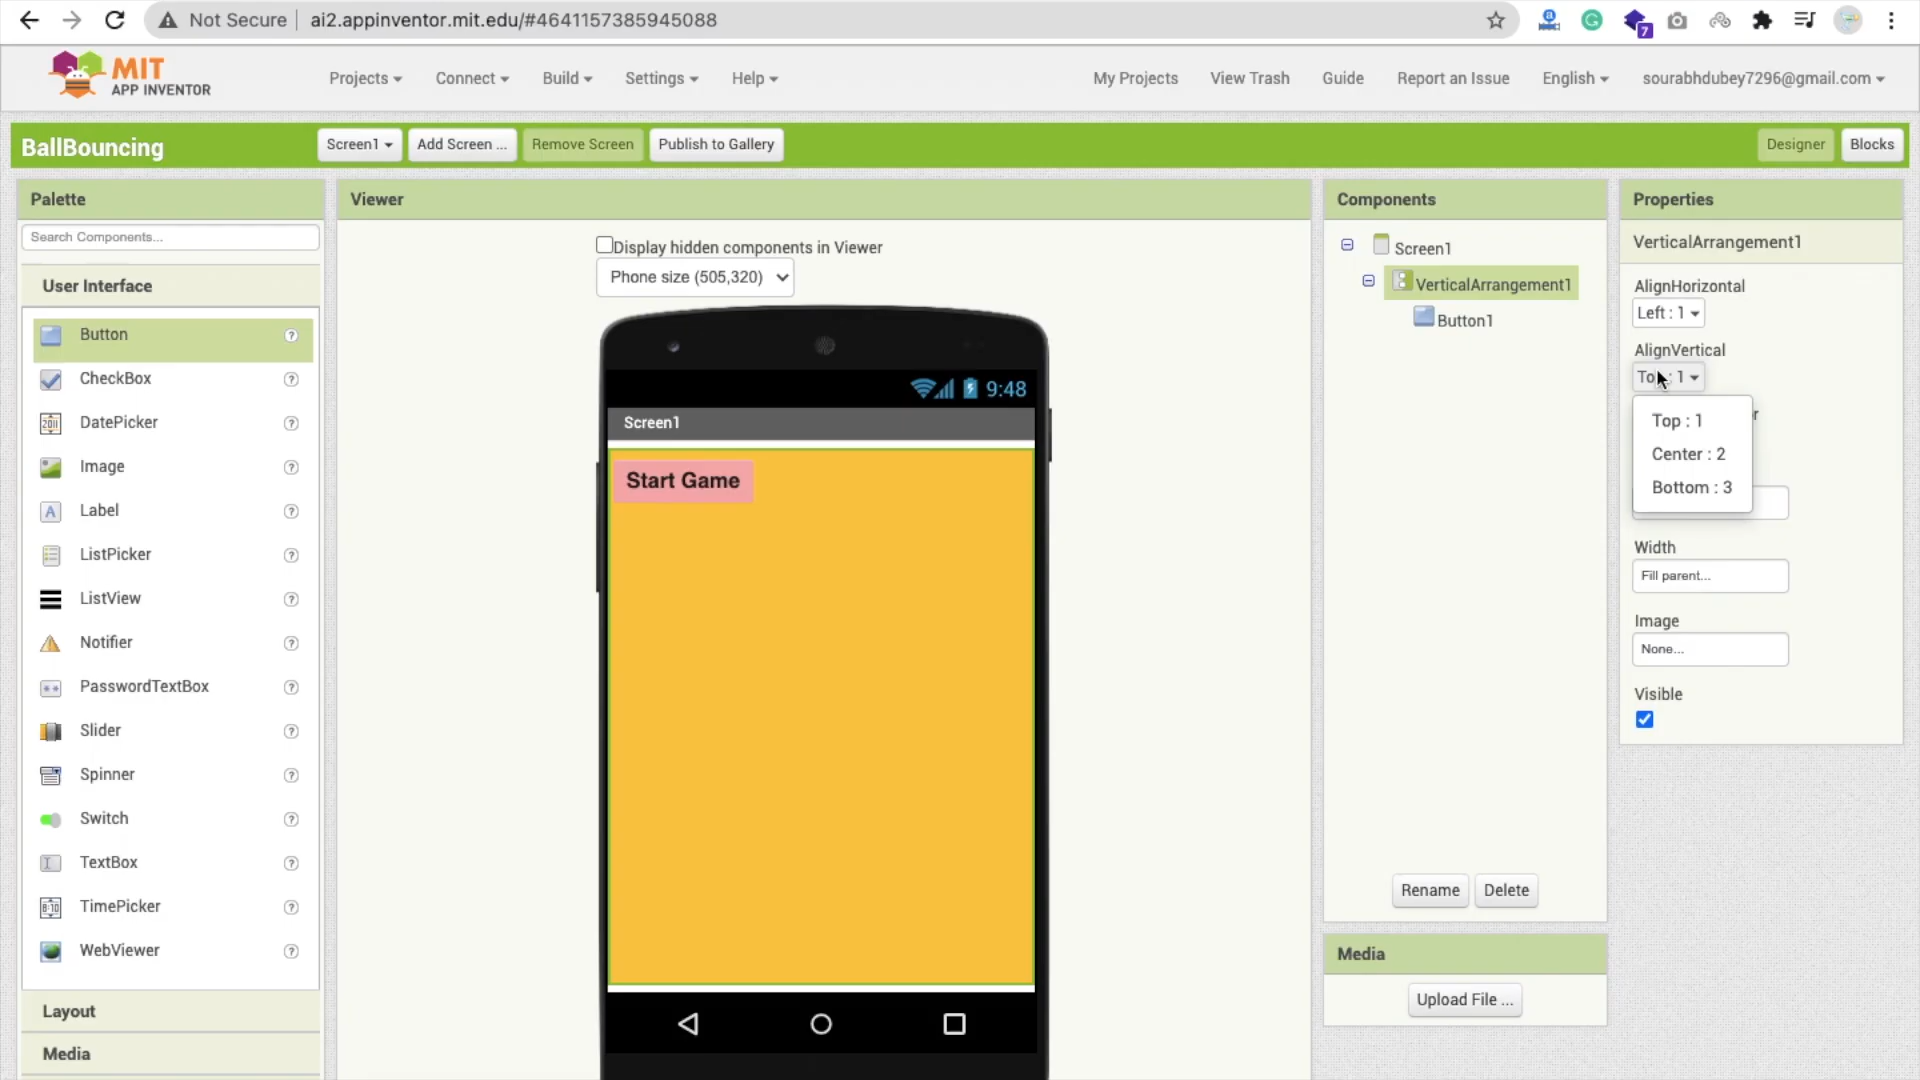 Not Secure
ai2.appinventor.mit.edu/#4641157385945088
7
MIT
APP INVENTOR
Projects
Connect
Build
Settings
Help
My Projects
View Trash
Guide
Report an Issue
English
sourabhdubey7296@gmail.com
BallBouncing
Screen1
Add Screen ...
Remove Screen
Publish to Gallery
Designer
Blocks
Palette
Search Components...
User Interface
Button
CheckBox
DatePicker
Image
Label
ListPicker
ListView
Notifier
PasswordTextBox
Slider
Spinner
Switch
TextBox
TimePicker
WebViewer
Layout
Media
Viewer
Display hidden components in Viewer
Phone size (505,320)
9:48
Screen1
Start Game
Components
Screen1
VerticalArrangement1
Button1
Rename
Delete
Media
Upload File ...
Properties
VerticalArrangement1
AlignHorizontal
Left : 1
AlignVertical
Top : 1
Center : 2
Bottom : 3
Width
Fill parent...
Image
None...
Visible